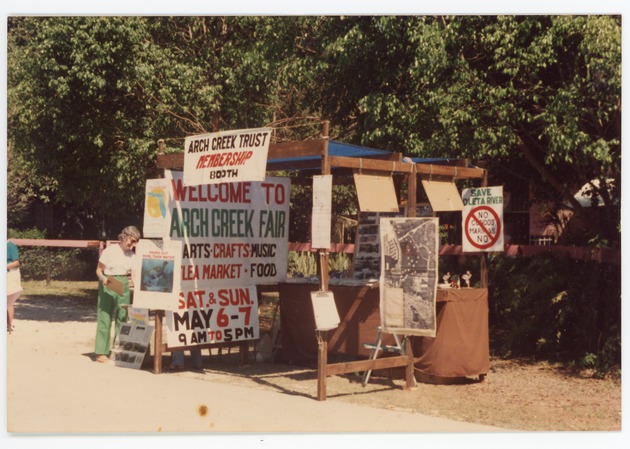 ARCH CREEK TRUST
MEMBERSHIP
BOOTH
WELCOME TO
ARCH CREEK FAIR
ARTS·CRAFTS·MUSIC
FLEA MARKET · FOOD
SAT. & SUN.
MAY 6-7
9 AM TO 5 PM
SAVE
OLETA RIVER
NO
NO